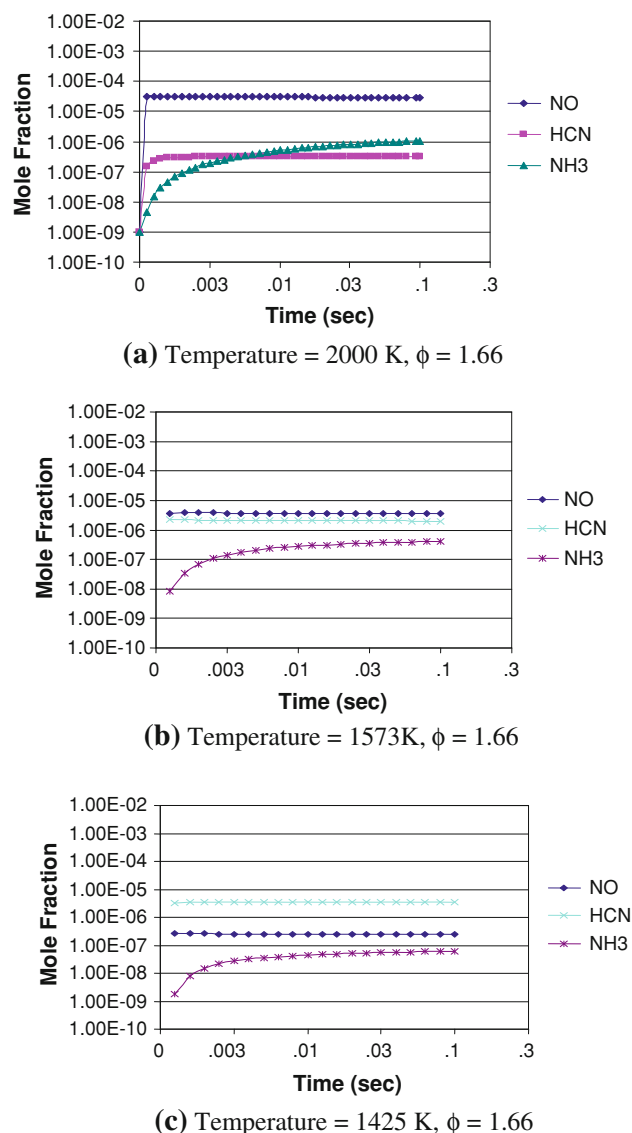 1.00E-02
1.00E-03
1.00E-04
1.00E-05
1.00E-06
1.00E-07
1.00E-08
1.00E-09
1.00E-10
Mole Fraction
0 .003 .01 .03 .1 .3
Time (sec)
NO
HCN
NH3
(a) Temperature = 2000 K, ϕ = 1.66
1.00E-02
1.00E-03
1.00E-04
1.00E-05
1.00E-06
1.00E-07
1.00E-08
1.00E-09
1.00E-10
Mole Fraction
0 .003 .01 .03 .1 .3
Time (sec)
NO
HCN
NH3
(b) Temperature = 1573K, ϕ = 1.66
1.00E-02
1.00E-03
1.00E-04
1.00E-05
1.00E-06
1.00E-07
1.00E-08
1.00E-09
1.00E-10
Mole Fraction
0 .003 .01 .03 .1 .3
Time (sec)
NO
HCN
NH3
(c) Temperature = 1425 K, ϕ = 1.66